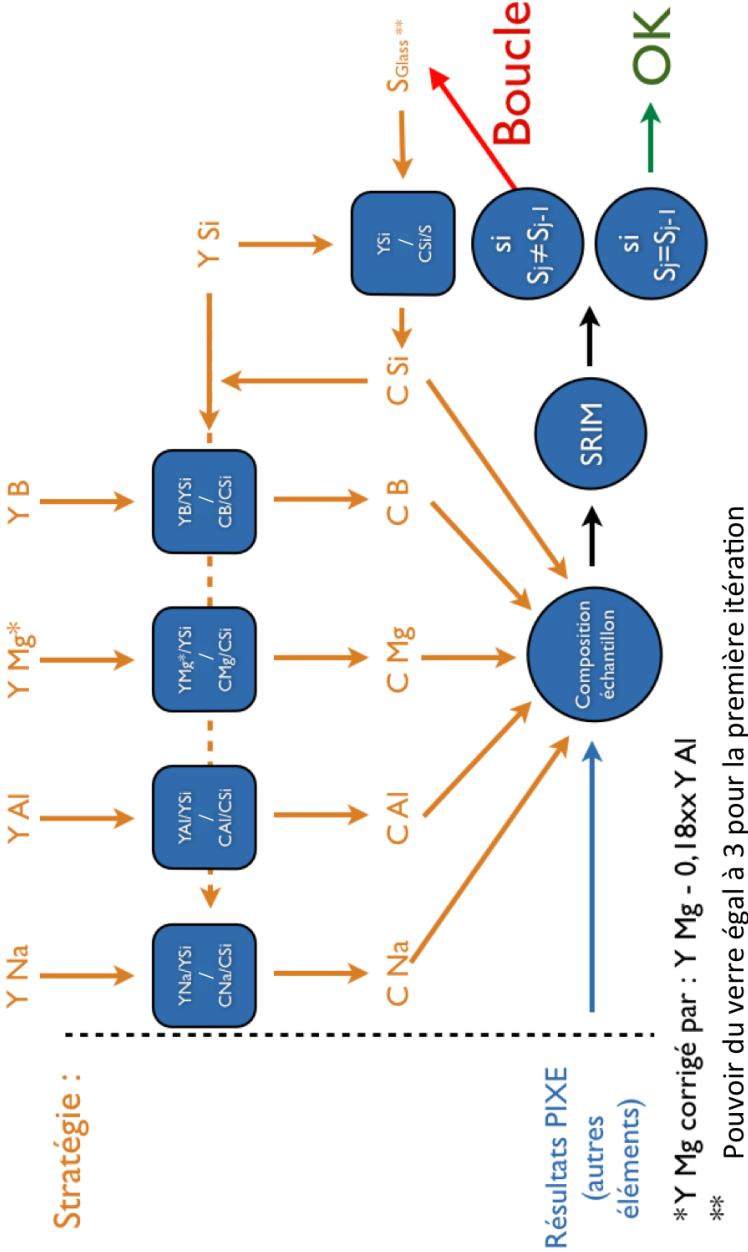 Stratégie :
Y Na
Y Al
Y Mg*
Y B
Y Si
YNa/YSi
/
CNa/CSi
YAl/YSi
/
CAl/CSi
YMg*/YSi
/
CMg/CSi
YB/YSi
/
CB/CSi
YSi
/
CSi/S
SGlass **
C Na
C Al
C Mg
C B
C Si
Boucle
Résultats PIXE
(autres
éléments)
Composition
échantillon
SRIM
si
Sj≠Sj-1
si
Sj=Sj-1
OK
*Y Mg corrigé par : Y Mg - 0,18xx Y Al
** Pouvoir du verre égal à 3 pour la première itération